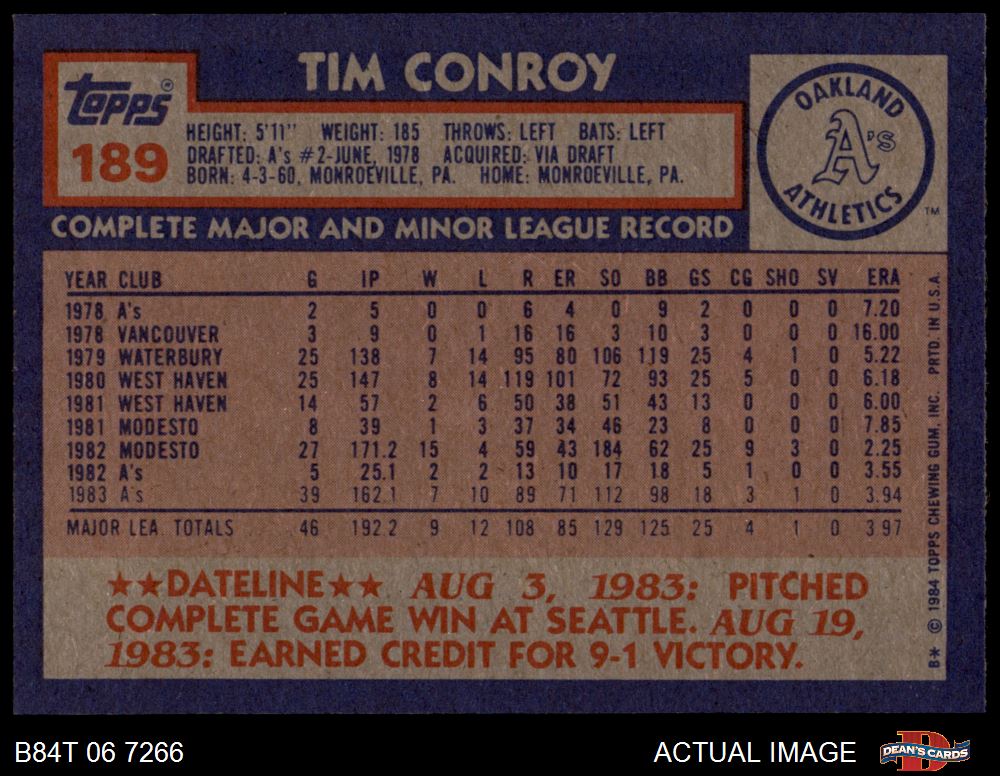 TIM CONROY
topps®
189
HEIGHT: 5'11" WEIGHT: 185 THROWS: LEFT BATS: LEFT
DRAFTED: A's #2-JUNE, 1978 ACQUIRED: VIA DRAFT
BORN: 4-3-60, MONROEVILLE, PA. HOME: MONROEVILLE, PA.
OAKLAND
A's
ATHLETICS
™
COMPLETE MAJOR AND MINOR LEAGUE RECORD
YEAR CLUB G IP W L R ER SO BB GS CG SHO SV ERA
1978 A's 2 5 0 0 6 4 0 9 2 0 0 0 7.20
1978 VANCOUVER 3 9 0 1 16 16 3 10 3 0 0 0 16.00
1979 WATERBURY 25 138 7 14 95 80 106 119 25 4 1 0 5.22
1980 WEST HAVEN 25 147 8 14 119 101 72 93 25 5 0 0 6.18
1981 WEST HAVEN 14 57 2 6 50 38 51 43 13 0 0 0 6.00
1981 MODESTO 8 39 1 3 37 34 46 23 8 0 0 0 7.85
1982 MODESTO 27 171.2 15 4 59 43 184 62 25 9 3 0 2.25
1982 A's 5 25.1 2 2 13 10 17 18 5 1 0 0 3.55
1983 A's 39 162.1 7 10 89 71 112 98 18 3 1 0 3.94
MAJOR LEA. TOTALS 46 192.2 9 12 108 85 129 125 25 4 1 0 3.97
★★DATELINE★★ AUG 3, 1983: PITCHED
COMPLETE GAME WIN AT SEATTLE. AUG 19,
1983: EARNED CREDIT FOR 9-1 VICTORY.
B* © 1984 TOPPS CHEWING GUM, INC. PRTD. IN U.S.A.
B84T 06 7266
ACTUAL IMAGE
D
DEAN'S CARDS